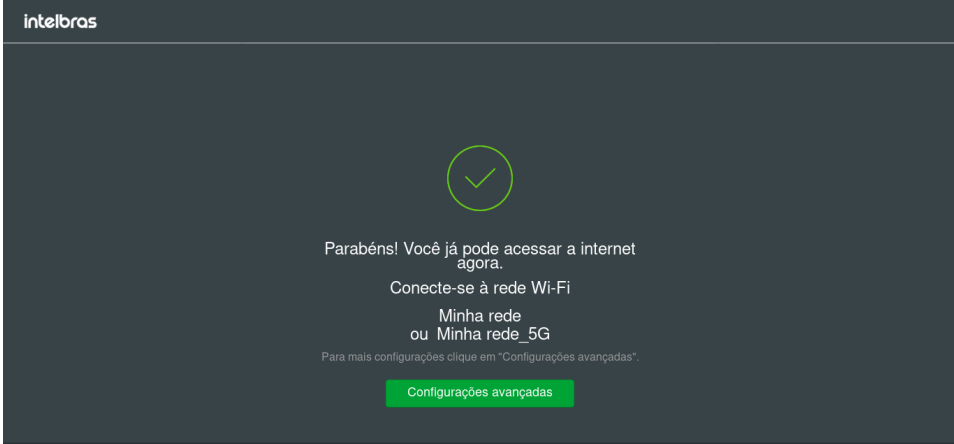 intelbras
Parabéns! Você já pode acessar a internet
agora.
Conecte-se à rede Wi-Fi
Minha rede
ou Minha rede_5G
Para mais configurações clique em "Configurações avançadas".
Configurações avançadas